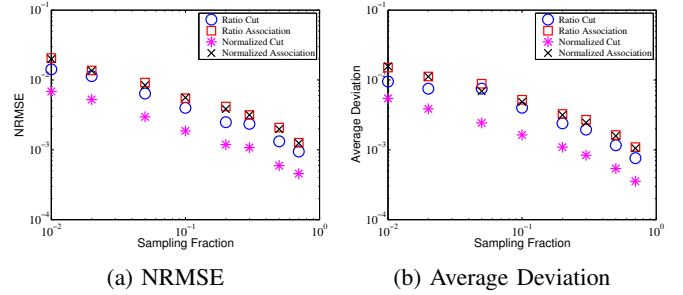 Ratio Cut
Ratio Association
Normalized Cut
Normalized Association
10⁻¹
10⁻²
10⁻³
10⁻⁴
NRMSE
10⁻² 10⁻¹ 10⁰
Sampling Fraction
(a) NRMSE
Ratio Cut
Ratio Association
Normalized Cut
Normalized Association
10⁻¹
10⁻²
10⁻³
10⁻⁴
Average Deviation
10⁻² 10⁻¹ 10⁰
Sampling Fraction
(b) Average Deviation